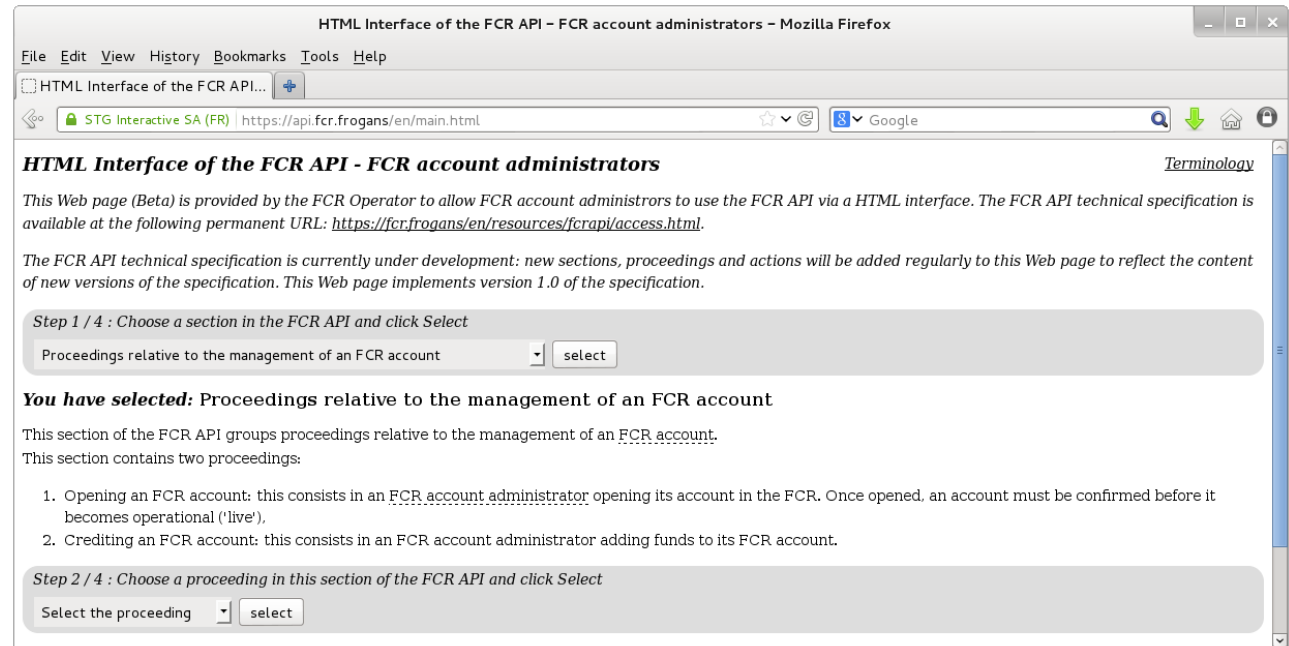 HTML Interface of the FCR API – FCR account administrators – Mozilla Firefox
File Edit View History Bookmarks Tools Help
HTML Interface of the FCR API...
STG Interactive SA (FR) https://api.fcr.frogans/en/main.html
8 Google
HTML Interface of the FCR API - FCR account administrators
Terminology
This Web page (Beta) is provided by the FCR Operator to allow FCR account administrors to use the FCR API via a HTML interface. The FCR API technical specification is
available at the following permanent URL: https://fcr.frogans/en/resources/fcrapi/access.html.
The FCR API technical specification is currently under development: new sections, proceedings and actions will be added regularly to this Web page to reflect the content
of new versions of the specification. This Web page implements version 1.0 of the specification.
Step 1 / 4 : Choose a section in the FCR API and click Select
Proceedings relative to the management of an FCR account
select
You have selected: Proceedings relative to the management of an FCR account
This section of the FCR API groups proceedings relative to the management of an FCR account.
This section contains two proceedings:
1. Opening an FCR account: this consists in an FCR account administrator opening its account in the FCR. Once opened, an account must be confirmed before it
becomes operational ('live'),
2. Crediting an FCR account: this consists in an FCR account administrator adding funds to its FCR account.
Step 2 / 4 : Choose a proceeding in this section of the FCR API and click Select
Select the proceeding
select